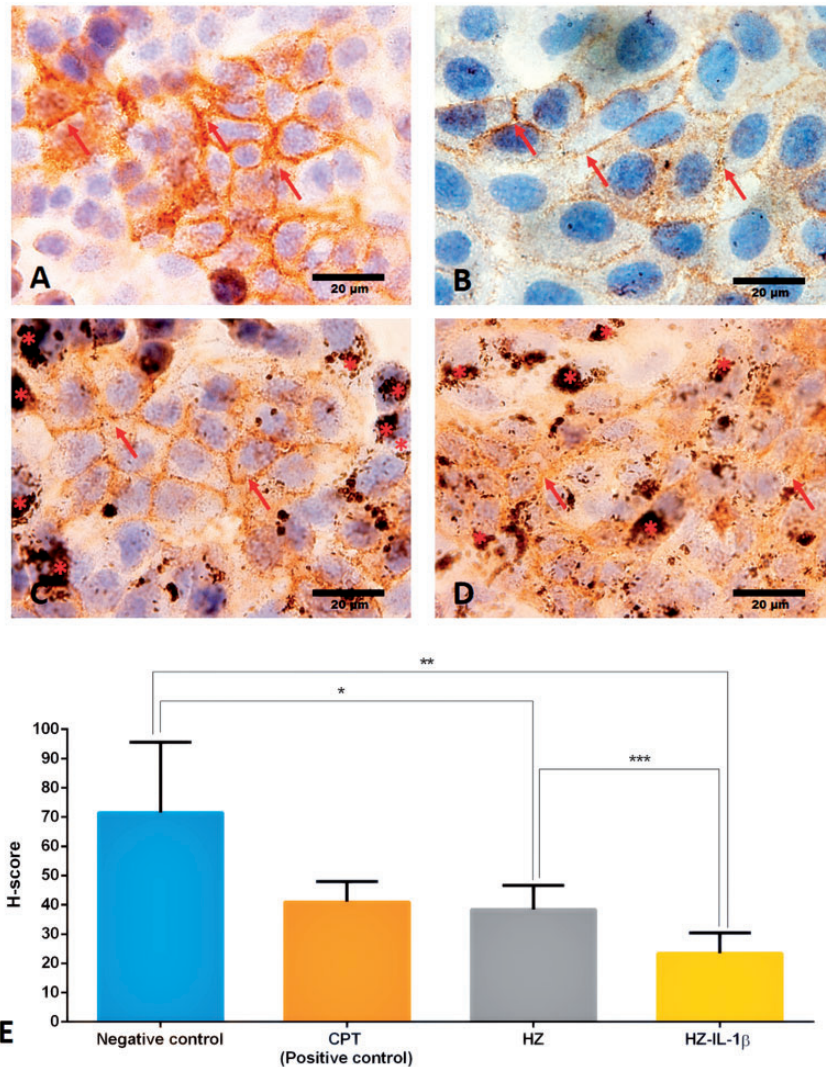 A
20 μm
B
20 μm
* * * * * * * *
C
20 μm
* * * * * *
D
20 μm
**
*
***
100
90
80
70
60
50
40
30
20
10
0
H-score
Negative control
CPT
(Positive control)
HZ
HZ-IL-1β
E